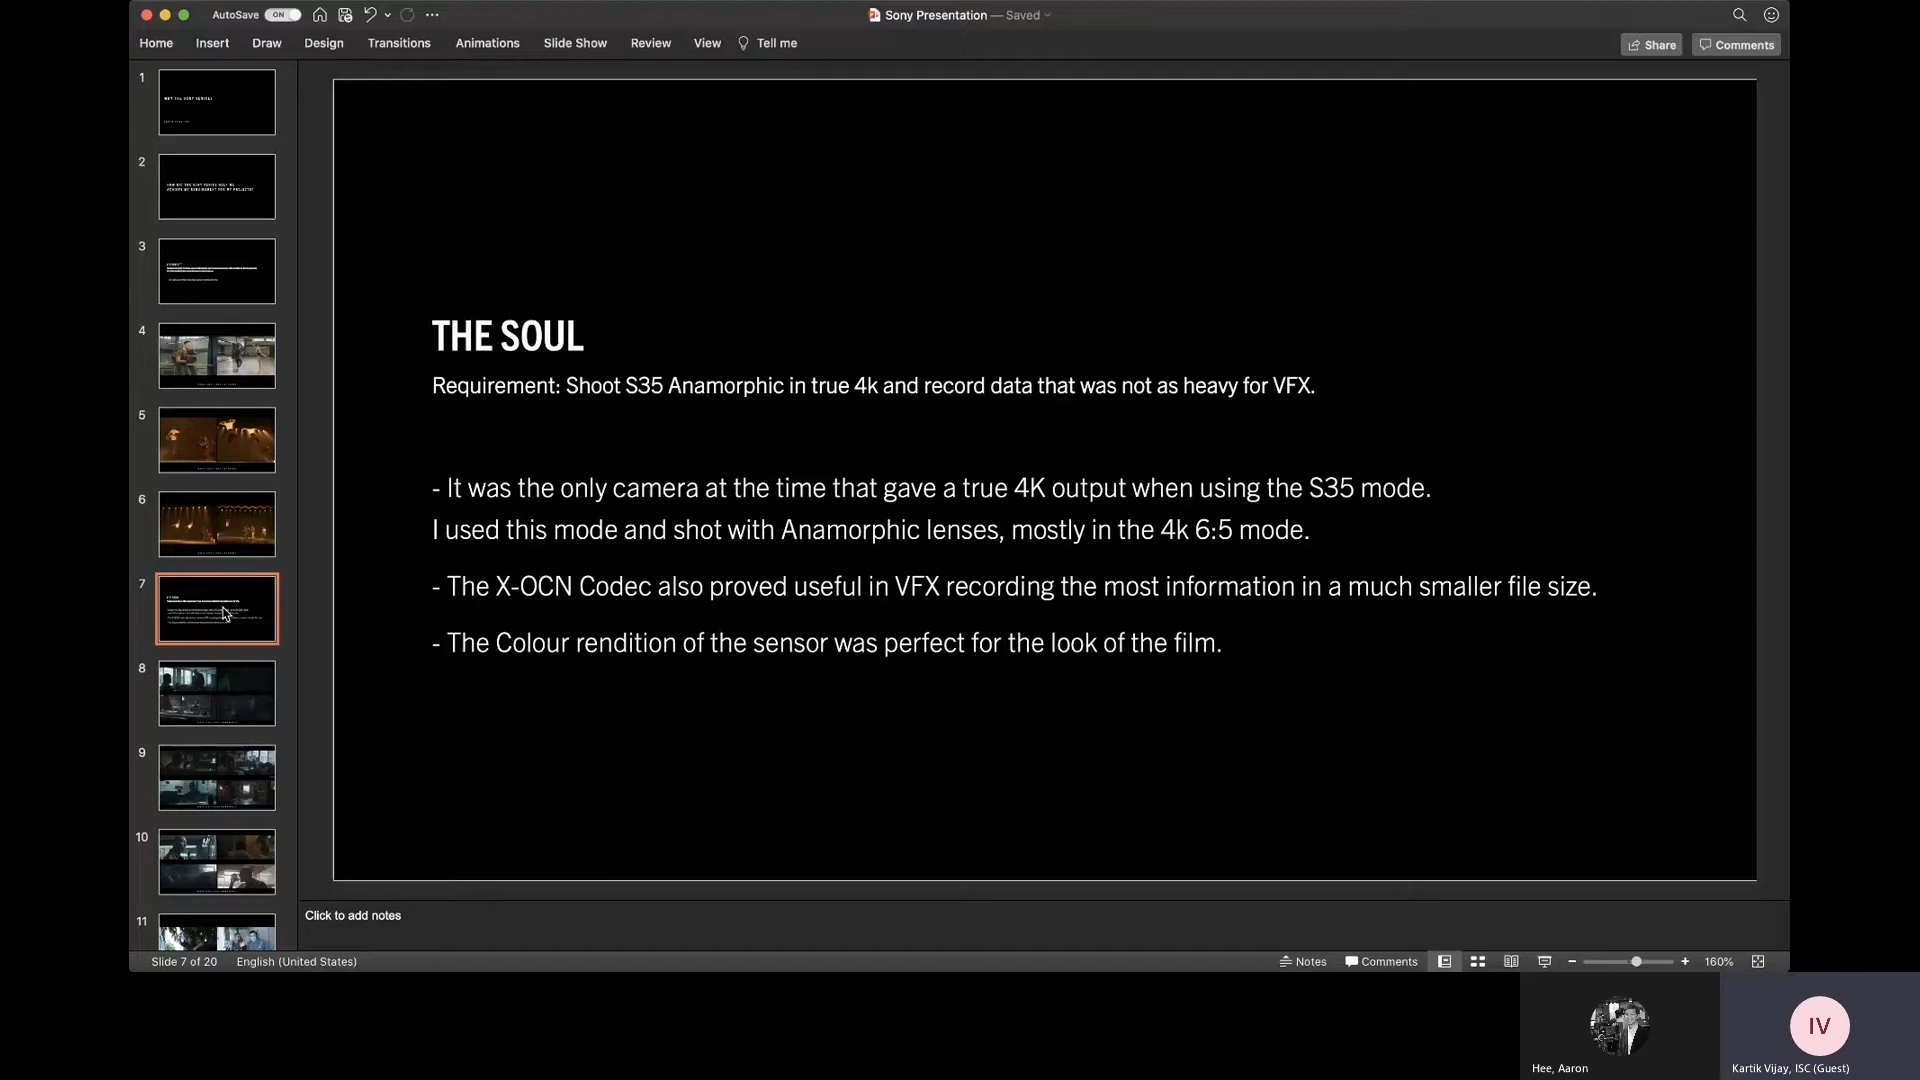 AutoSave ON
Sony Presentation — Saved
Home Insert Draw Design Transitions Animations Slide Show Review View Tell me
Share Comments
1
2
3
4
5
6
7
8
9
10
11
THE SOUL
Requirement: Shoot S35 Anamorphic in true 4k and record data that was not as heavy for VFX.
- It was the only camera at the time that gave a true 4K output when using the S35 mode.
I used this mode and shot with Anamorphic lenses, mostly in the 4k 6:5 mode.
- The X-OCN Codec also proved useful in VFX recording the most information in a much smaller file size.
- The Colour rendition of the sensor was perfect for the look of the film.
Click to add notes
Slide 7 of 20 English (United States) Notes Comments 160%
IV
Hee, Aaron
Kartik Vijay, ISC (Guest)